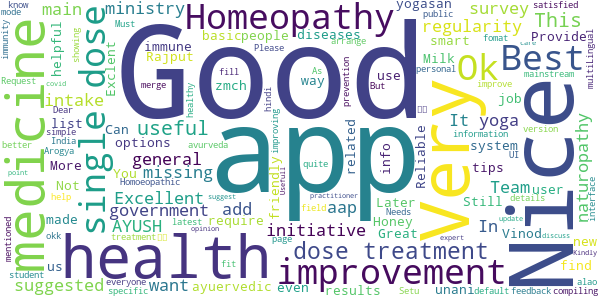 know mode Milk ministry Homeopathy yogasan public satisfied
immunity Must basic people Please diseases arrange survey improve This Provide default
showing Exclent immune Rajput way zmch use smart Best
helpful intake Good Ok regularity multilingual mainstream
Request covid fill merge hindi prevention personal fomat care
Dear list useful app very It yoga job version
medicine single dose Can options general related info Reliable system UI information
simple India Arogya More missing friendly Nice
better Not You Excellent healthy improving quite In tips details
ayurveda Team user naturopathy
mentioned main made government add require aap Later Needs field
point suggested AYUSH Homoeopathic Usefull initiative Great Still Vinod find new
okk us health dose treatment unani Kindly
student want ayuervedic even Honey page update interface
specific treatment latest suggest As But practitioner discuss
opinion fit results Setu expert feedback compiling
everyone help improvement alao